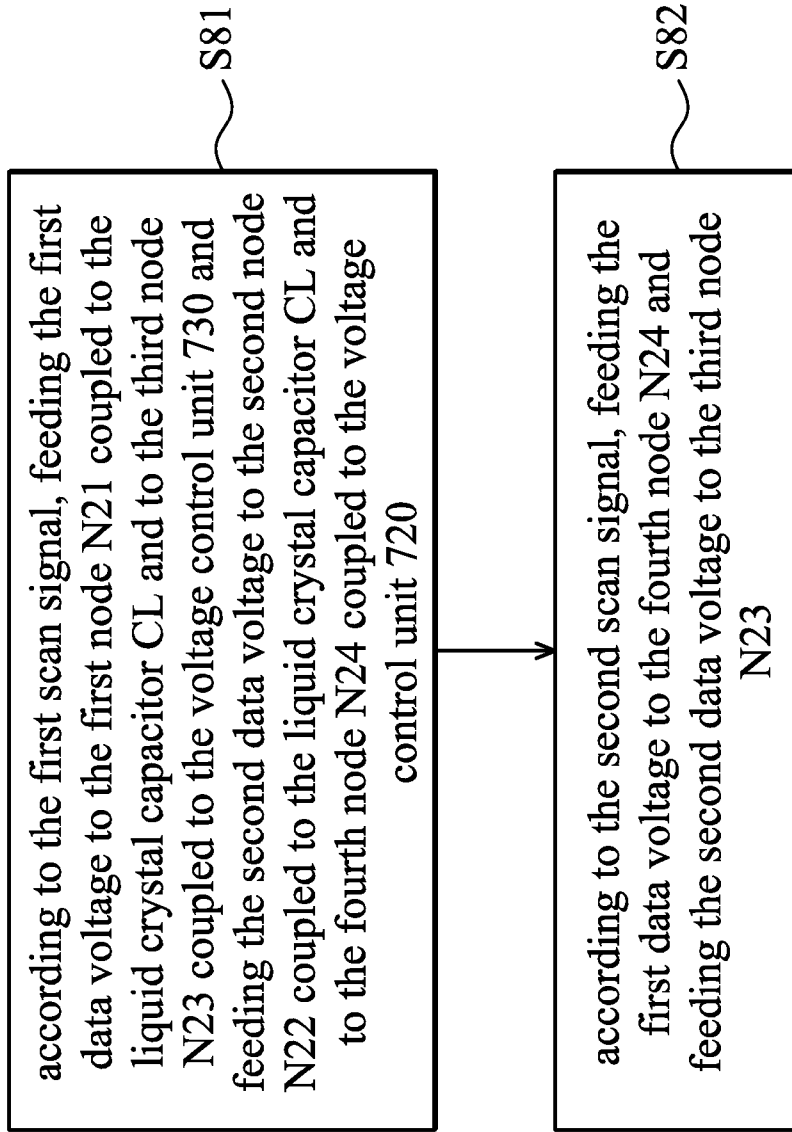 according to the first scan signal, feeding the first
data voltage to the first node N21 coupled to the
liquid crystal capacitor CL and to the third node
N23 coupled to the voltage control unit 730 and
feeding the second data voltage to the second node
N22 coupled to the liquid crystal capacitor CL and
to the fourth node N24 coupled to the voltage
control unit 720
S81
according to the second scan signal, feeding the
first data voltage to the fourth node N24 and
feeding the second data voltage to the third node
N23
S82